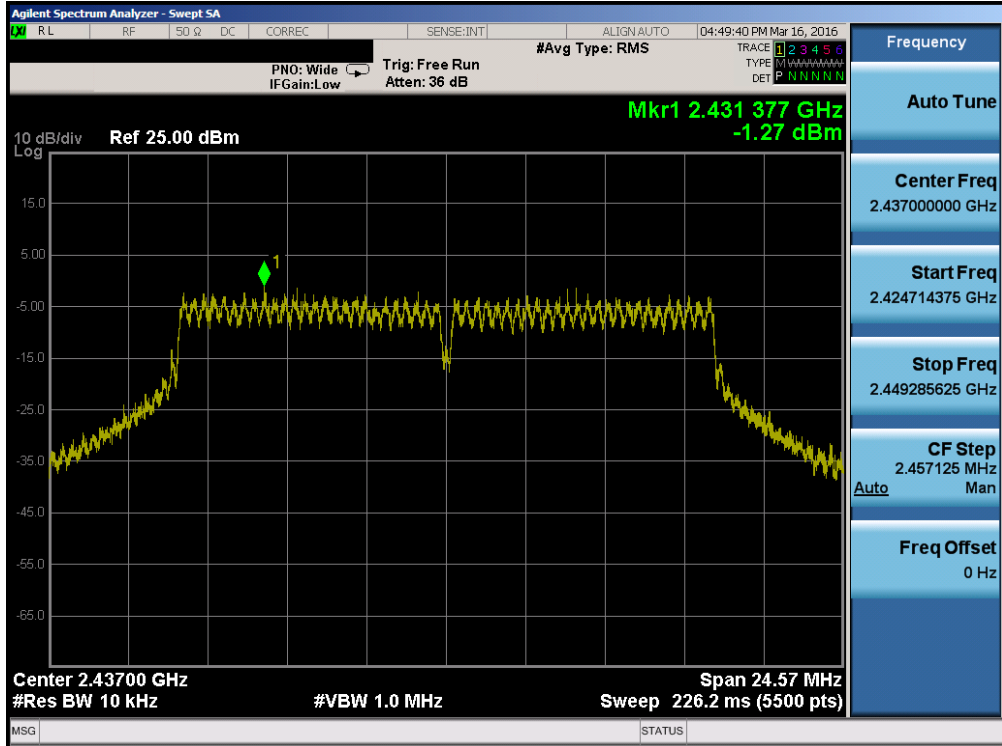 Agilent Spectrum Analyzer - Swept SA
LXI RL RF 50 Ω DC CORREC SENSE:INT ALIGN AUTO 04:49:40 PM Mar 16, 2016
#Avg Type: RMS TRACE 1 2 3 4 5 6
PNO: Wide Trig: Free Run TYPE M
IFGain:Low Atten: 36 dB DET P N N N N N
Mkr1 2.431 377 GHz
-1.27 dBm
10 dB/div Ref 25.00 dBm
Log
15.0
5.00
1
-5.00
-15.0
-25.0
-35.0
-45.0
-55.0
-65.0
Center 2.43700 GHz Span 24.57 MHz
#Res BW 10 kHz #VBW 1.0 MHz Sweep 226.2 ms (5500 pts)
MSG STATUS
Frequency
Auto Tune
Center Freq
2.437000000 GHz
Start Freq
2.424714375 GHz
Stop Freq
2.449285625 GHz
CF Step
2.457125 MHz
Auto Man
Freq Offset
0 Hz